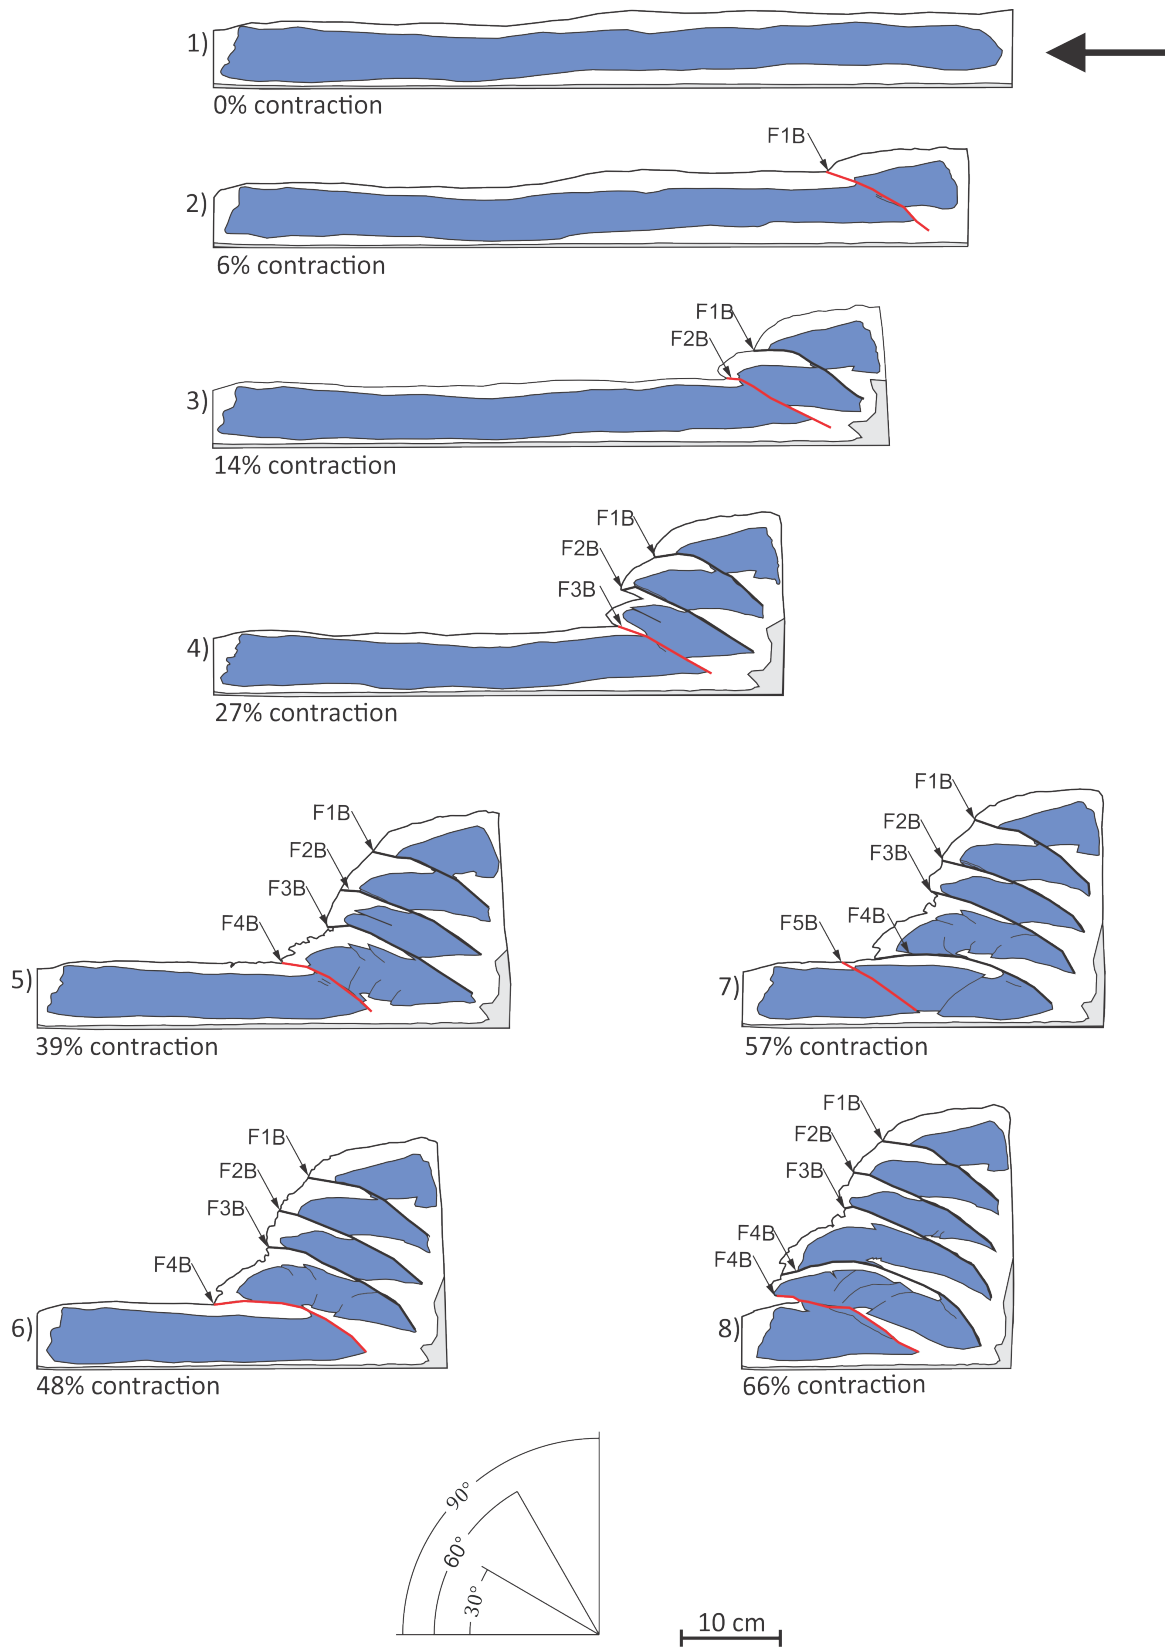 1)
0% contraction
F1B
2)
6% contraction
F1B
F2B
3)
14% contraction
F1B
F2B
F3B
4)
27% contraction
F1B
F2B
F3B
F4B
5)
39% contraction
F1B
F2B
F3B
F5B
F4B
7)
57% contraction
F1B
F2B
F3B
F4B
6)
48% contraction
F1B
F2B
F3B
F4B
F4B
8)
66% contraction
90°
60°
30°
10 cm